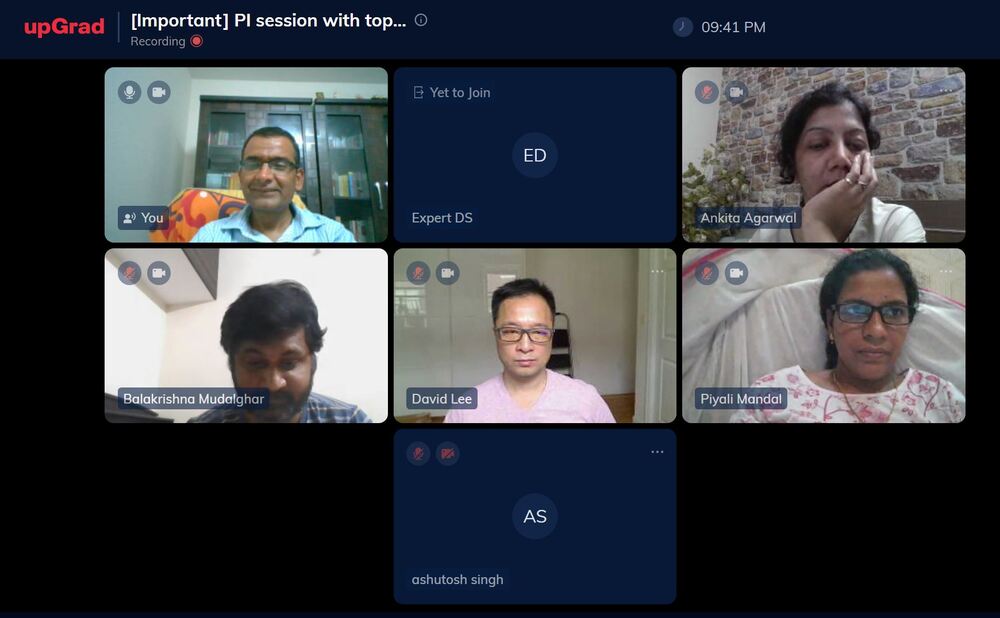 upGrad
[Important] PI session with top...
Recording
09:41 PM
You
Yet to Join
ED
Expert DS
Ankita Agarwal
Balakrishna Mudalghar
David Lee
Piyali Mandal
AS
ashutosh singh